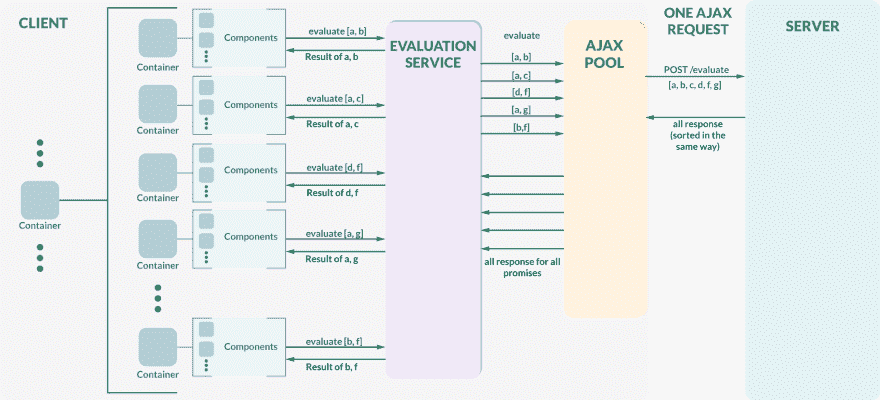 CLIENT
Container
Container
Components
evaluate [a, b]
Result of a, b
Container
Components
evaluate [a, c]
Result of a, c
Container
Components
evaluate [d, f]
Result of d, f
Container
Components
evaluate [a, g]
Result of a, g
Container
Components
evaluate [b, f]
Result of b, f
EVALUATION
SERVICE
evaluate
[a, b]
[a, c]
[d, f]
[a, g]
[b,f]
all response for all
promises
AJAX
POOL
ONE AJAX
REQUEST
POST /evaluate
[a, b, c, d, f, g]
all response
(sorted in the
same way)
SERVER